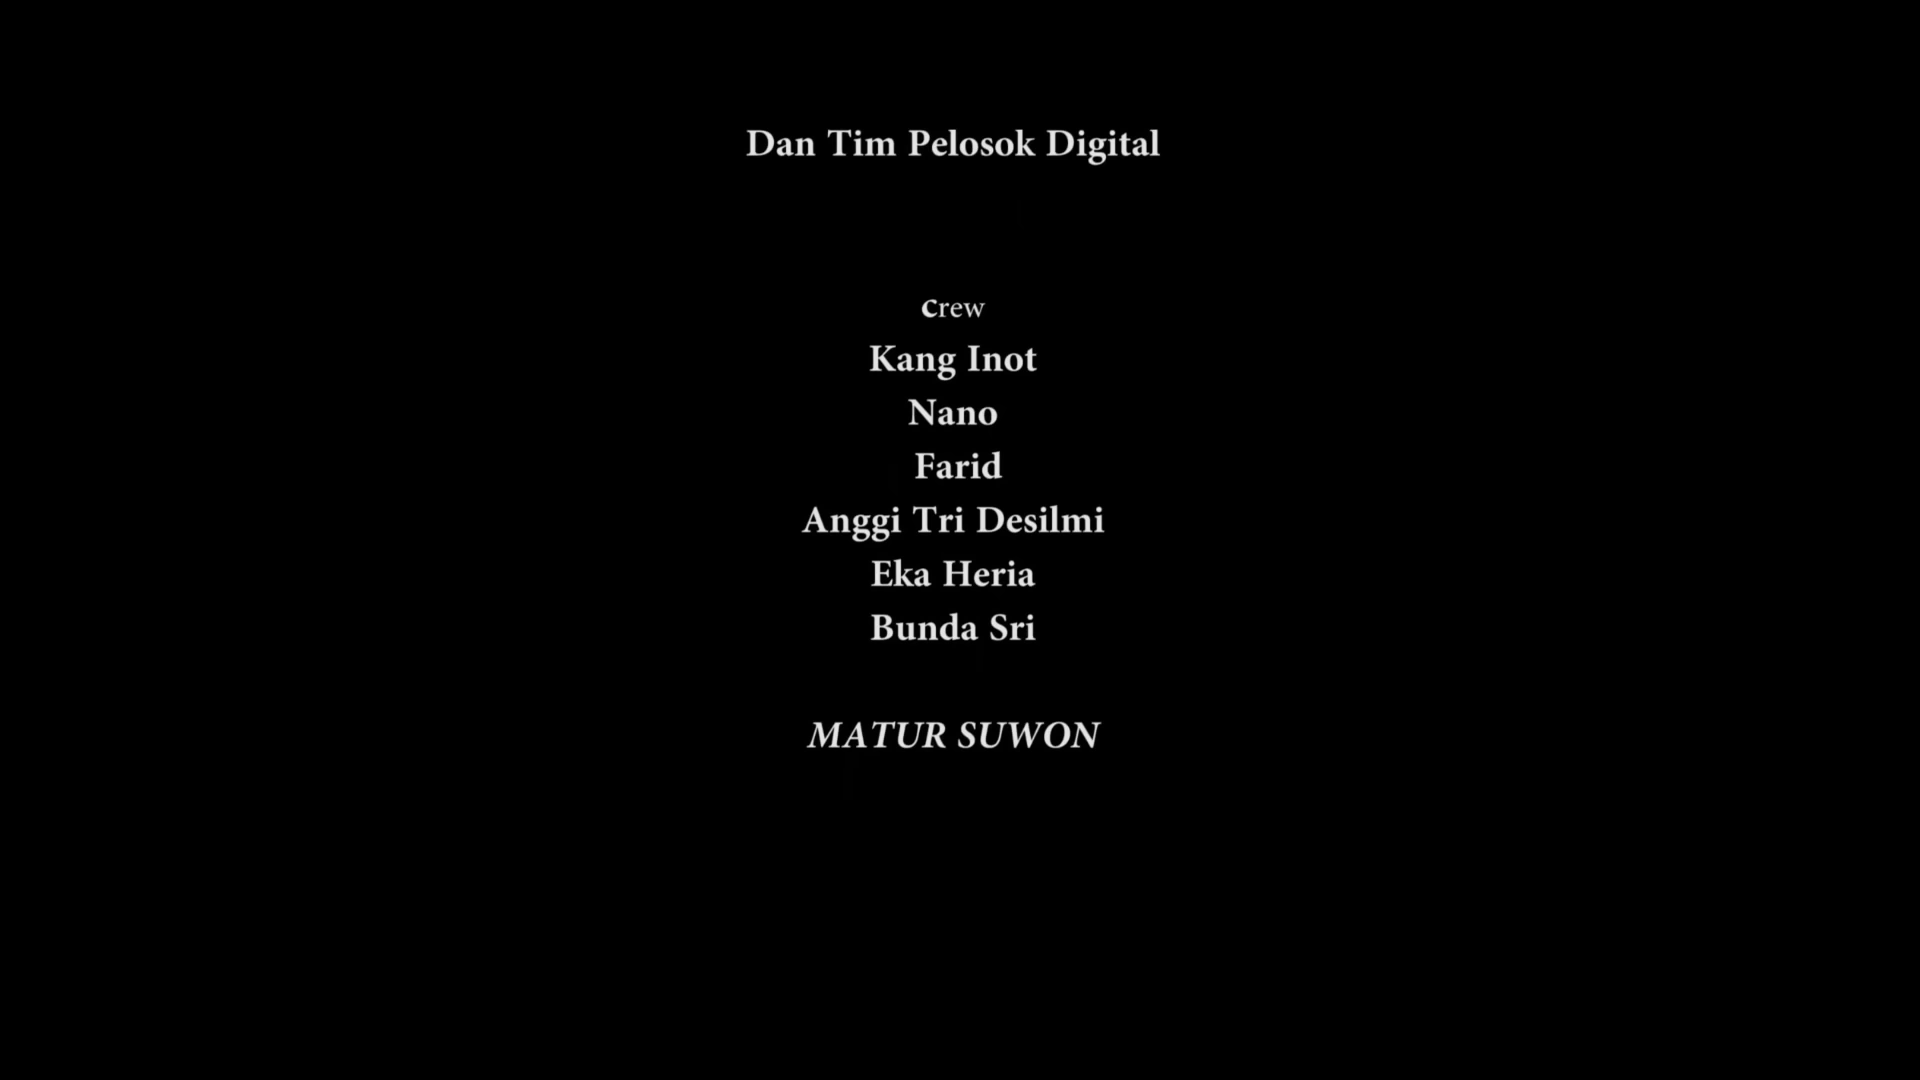 Dan Tim Pelosok Digital
crew
Kang Inot
Nano
Farid
Anggi Tri Desilmi
Eka Heria
Bunda Sri
MATUR SUWON